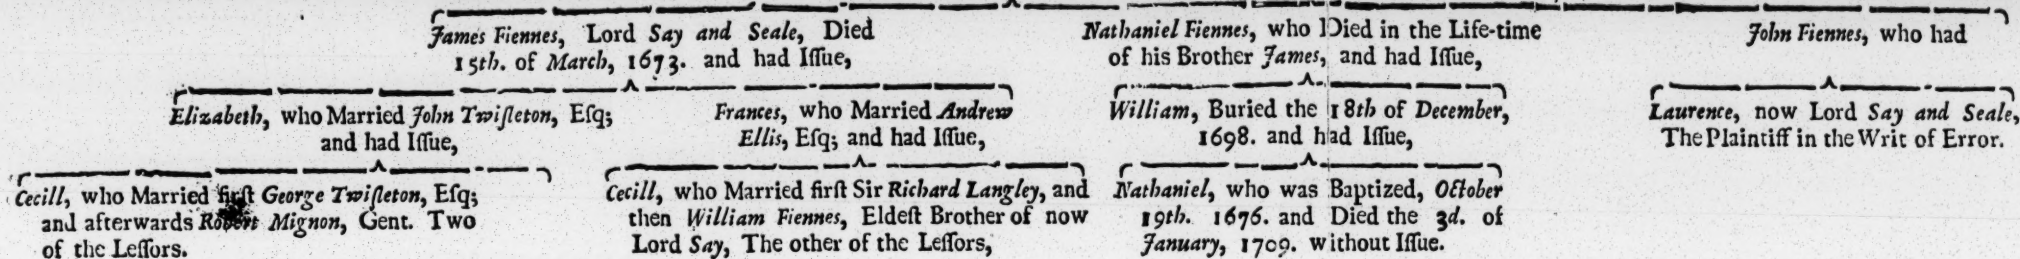 James Fiennes, Lord Say and Seale, Died
15th. of March, 1673. and had Iſſue,
Nathaniel Fiennes, who Died in the Life-time
of his Brother James, and had Iſſue,
John Fiennes, who had
Elizabeth, who Married John Twiſleton, Eſq;
and had Iſſue,
Frances, who Married Andrew
Ellis, Eſq; and had Iſſue,
William, Buried the 18th of December,
1698. and had Iſſue,
Laurence, now Lord Say and Seale,
The Plaintiff in the Writ of Error.
Cecill, who Married firſt George Twiſleton, Eſq;
and afterwards Robert Mignon, Gent. Two
of the Leſſors.
Cecill, who Married firſt Sir Richard Langley, and
then William Fiennes, Eldeſt Brother of now
Lord Say, The other of the Leſſors,
Nathaniel, who was Baptized, October
19th. 1676. and Died the 3d. of
January, 1709. without Iſſue.